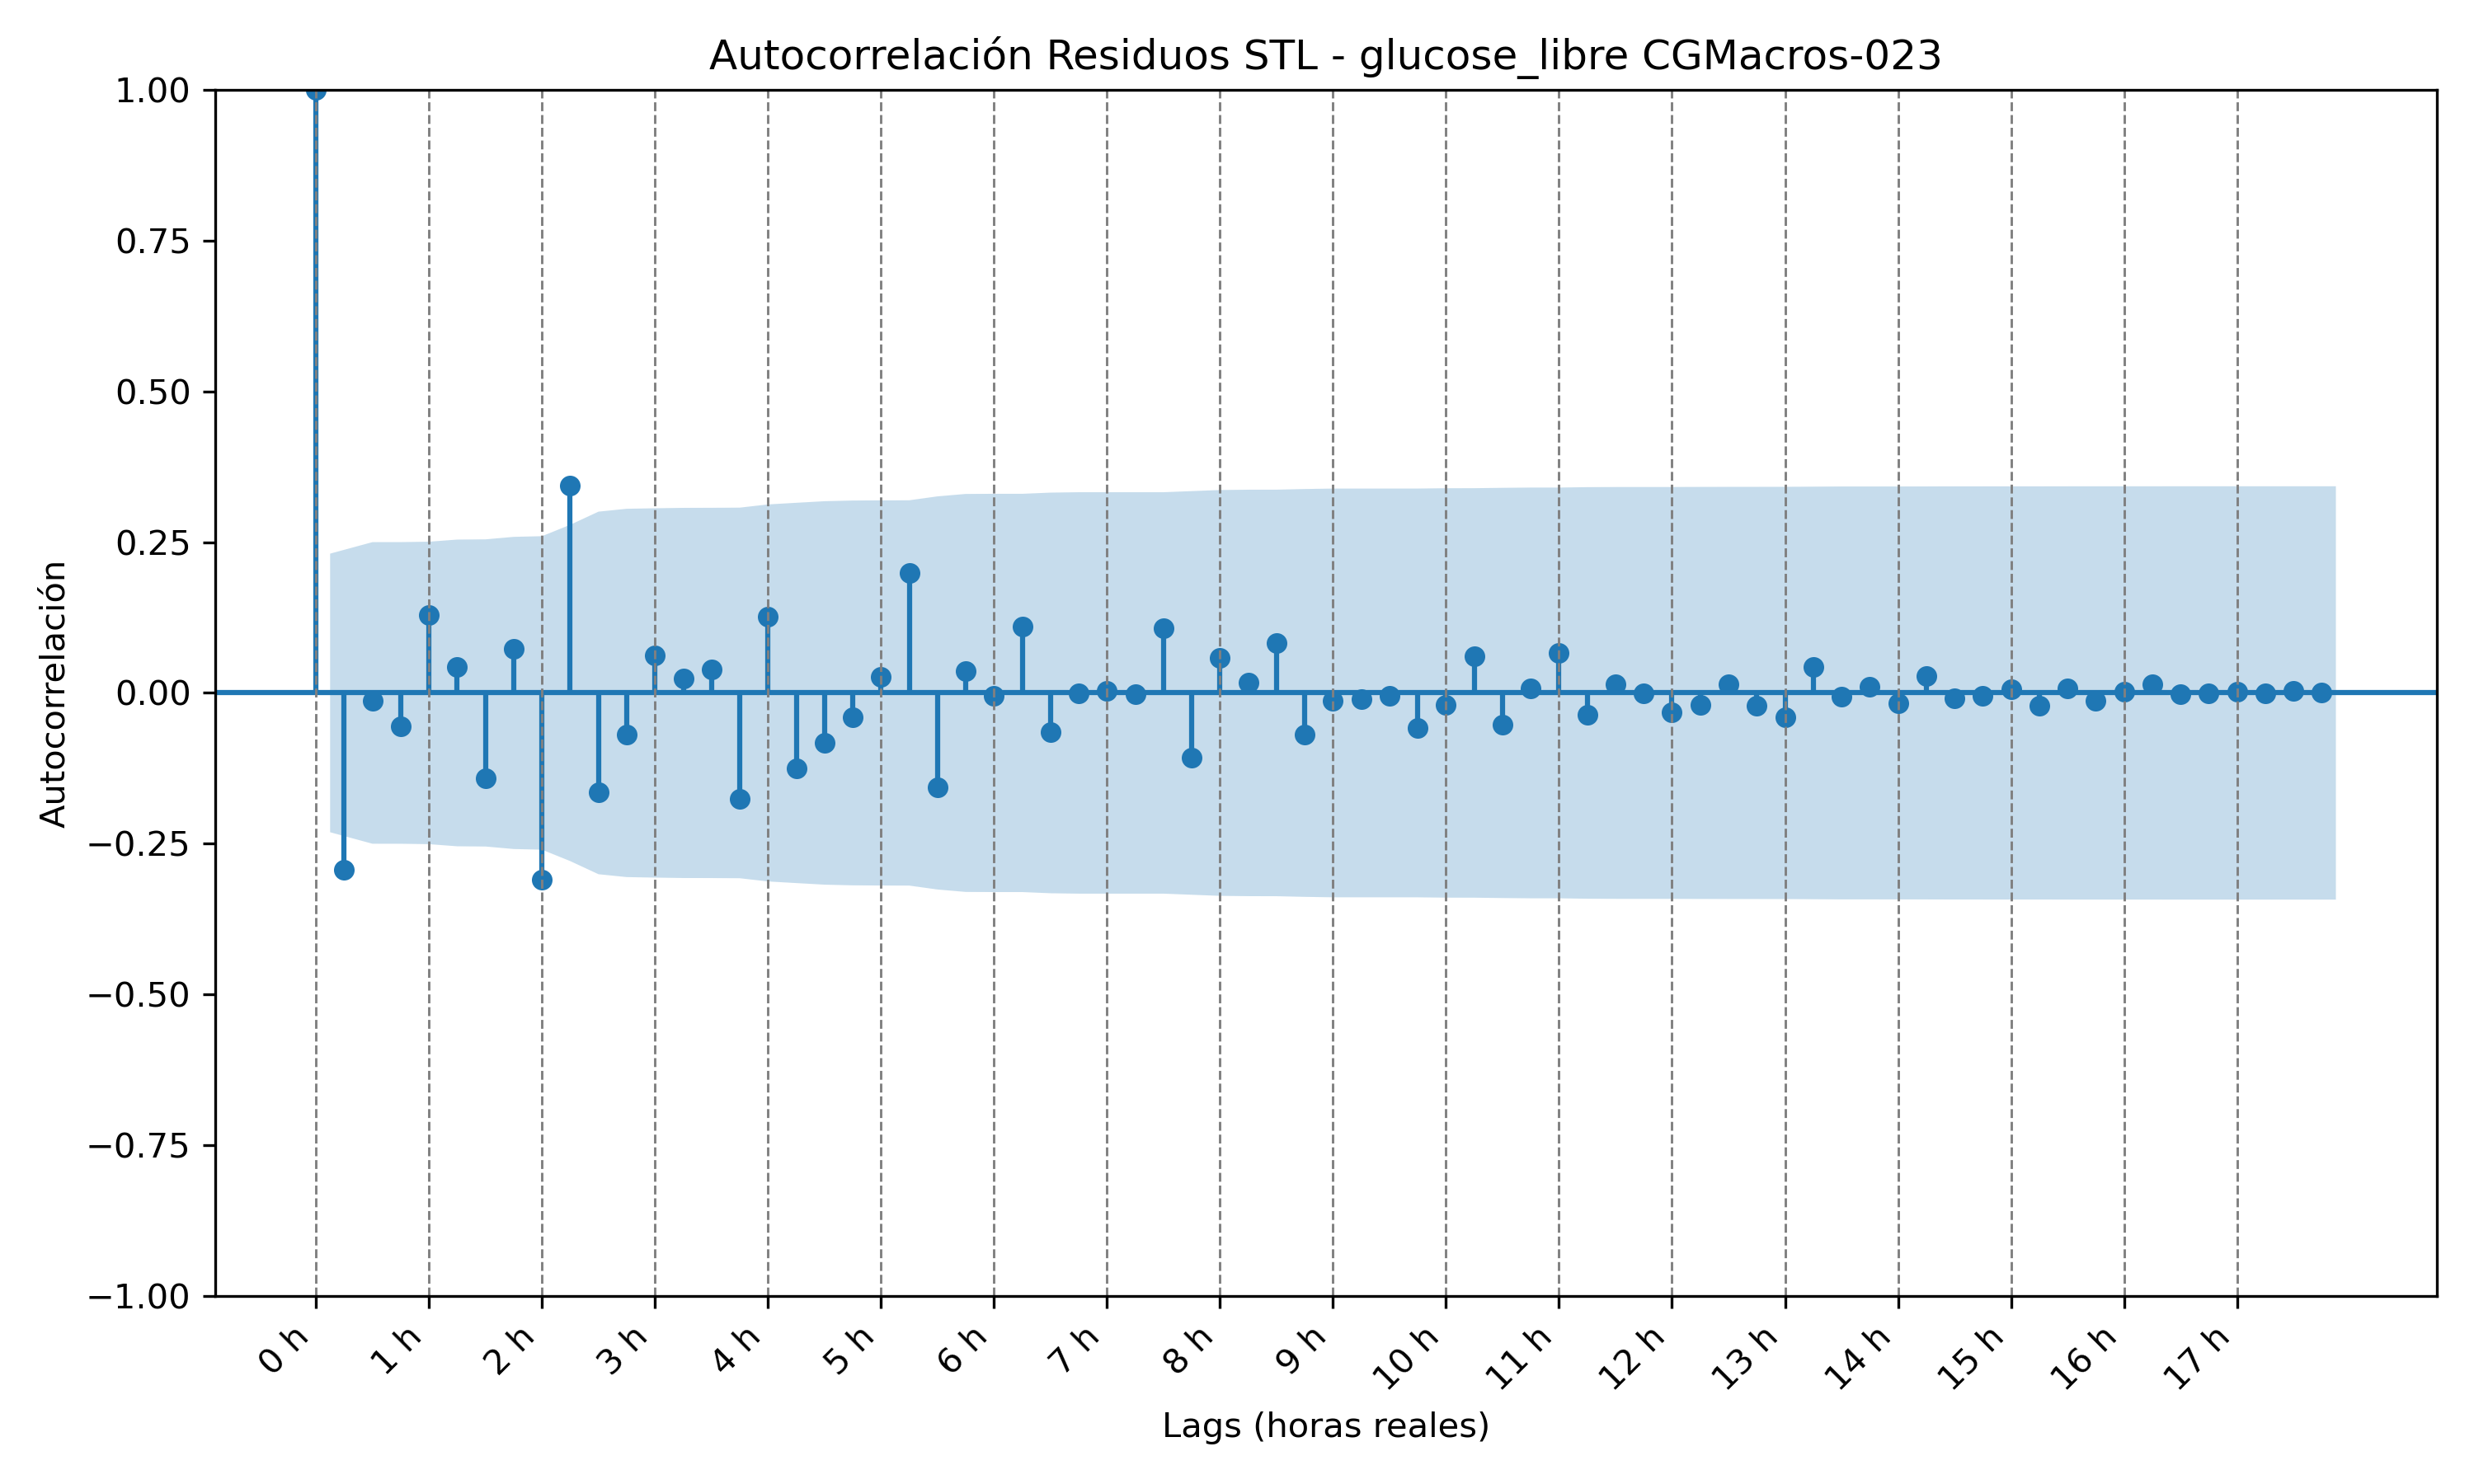 Autocorrelación Residuos STL - glucose_libre CGMacros-023
1.00
0.75
0.50
0.25
0.00
−0.25
−0.50
−0.75
−1.00
Autocorrelación
0 h
1 h
2 h
3 h
4 h
5 h
6 h
7 h
8 h
9 h
10 h
11 h
12 h
13 h
14 h
15 h
16 h
17 h
Lags (horas reales)